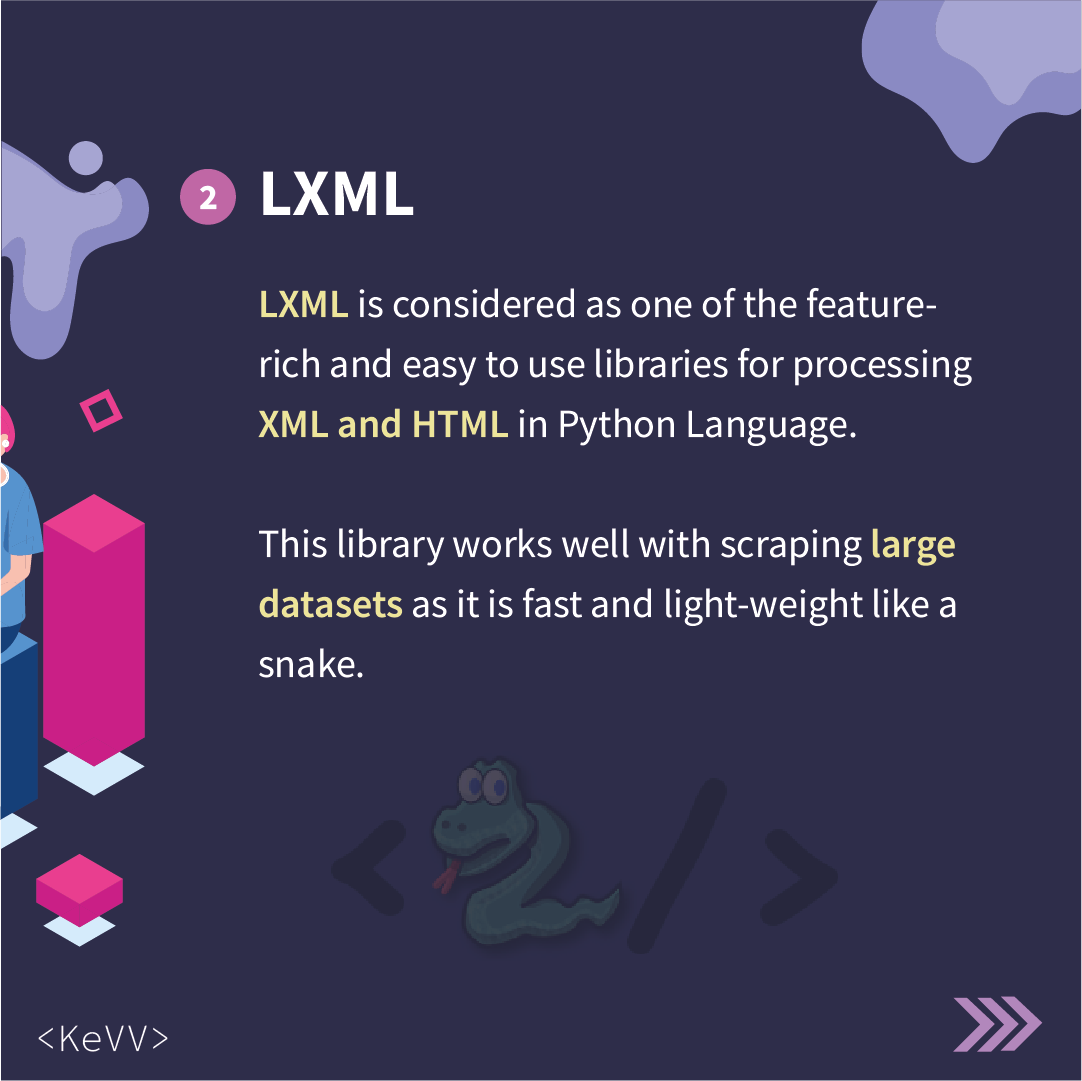 2 LXML
LXML is considered as one of the feature-
rich and easy to use libraries for processing
XML and HTML in Python Language.
This library works well with scraping large
datasets as it is fast and light-weight like a
snake.
< / >
<KeVV>